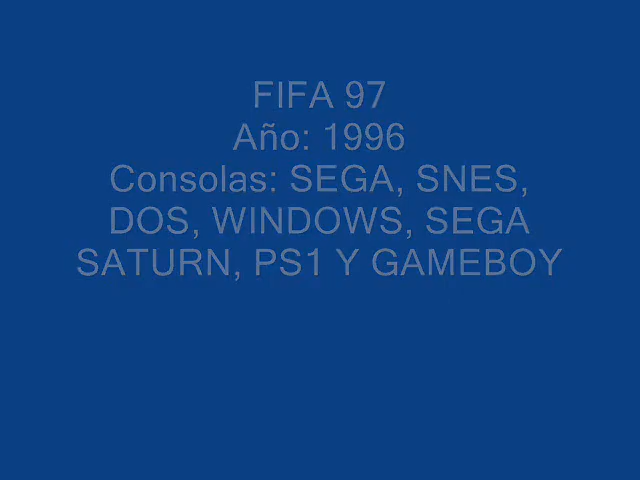 FIFA 97
Año: 1996
Consolas: SEGA, SNES,
DOS, WINDOWS, SEGA
SATURN, PS1 Y GAMEBOY